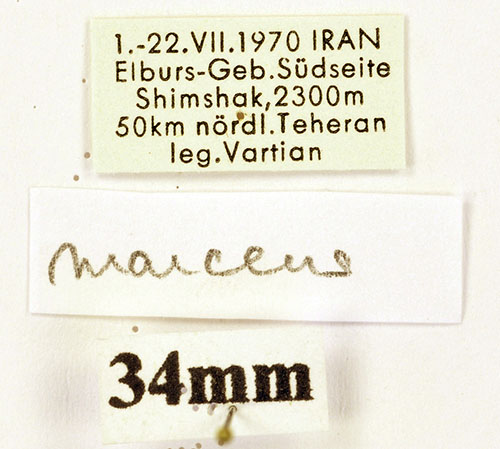 1.-22.VII.1970 IRAN
Elburs-Geb.Südseite
Shimshak,2300m
50km nördl.Teheran
leg.Vartian
marcens
34mm